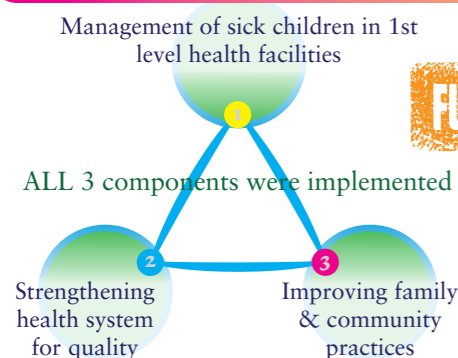 Management of sick children in 1st
level health facilities
1
ALL 3 components were implemented
2
3
Strengthening
health system
for quality
Improving family
& community
practices